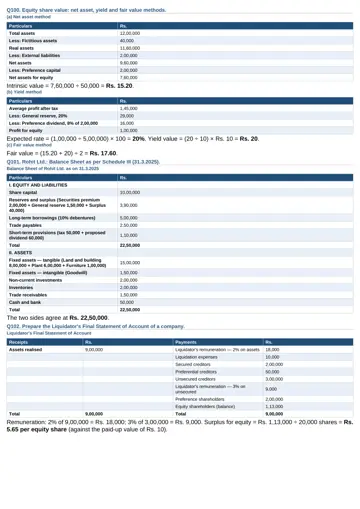 Q100. Equity share value: net asset, yield and fair value methods.
(a) Net asset method
Particulars Rs.
Total assets 12,00,000
Less: Fictitious assets 40,000
Real assets 11,60,000
Less: External liabilities 2,00,000
Net assets 9,60,000
Less: Preference capital 2,00,000
Net assets for equity 7,60,000
Intrinsic value = 7,60,000 ÷ 50,000 = Rs. 15.20.
(b) Yield method
Particulars Rs.
Average profit after tax 1,45,000
Less: General reserve, 20% 29,000
Less: Preference dividend, 8% of 2,00,000 16,000
Profit for equity 1,00,000
Expected rate = (1,00,000 ÷ 5,00,000) × 100 = 20%. Yield value = (20 ÷ 10) × Rs. 10 = Rs. 20.
(c) Fair value method
Fair value = (15.20 + 20) ÷ 2 = Rs. 17.60.
Q101. Rohit Ltd.: Balance Sheet as per Schedule III (31.3.2025).
Balance Sheet of Rohit Ltd. as on 31.3.2025
Particulars Rs.
I. EQUITY AND LIABILITIES
Share capital 10,00,000
Reserves and surplus (Securities premium
2,00,000 + General reserve 1,50,000 + Surplus 3,90,000
40,000)
Long-term borrowings (10% debentures) 5,00,000
Trade payables 2,50,000
Short-term provisions (tax 50,000 + proposed
dividend 60,000) 1,10,000
Total 22,50,000
II. ASSETS
Fixed assets — tangible (Land and building
8,00,000 + Plant 6,00,000 + Furniture 1,00,000) 15,00,000
Fixed assets — intangible (Goodwill) 1,50,000
Non-current investments 2,00,000
Inventories 2,00,000
Trade receivables 1,50,000
Cash and bank 50,000
Total 22,50,000
The two sides agree at Rs. 22,50,000.
Q102. Prepare the Liquidator's Final Statement of Account of a company.
Liquidator's Final Statement of Account
Receipts Rs. Payments Rs.
Assets realised 9,00,000 Liquidator's remuneration — 2% on assets 18,000
Liquidation expenses 10,000
Secured creditors 2,00,000
Preferential creditors 50,000
Unsecured creditors 3,00,000
Liquidator's remuneration — 3% on
unsecured 9,000
Preference shareholders 2,00,000
Equity shareholders (balance) 1,13,000
Total 9,00,000 Total 9,00,000
Remuneration: 2% of 9,00,000 = Rs. 18,000; 3% of 3,00,000 = Rs. 9,000. Surplus for equity = Rs. 1,13,000 ÷ 20,000 shares = Rs.
5.65 per equity share (against the paid-up value of Rs. 10).